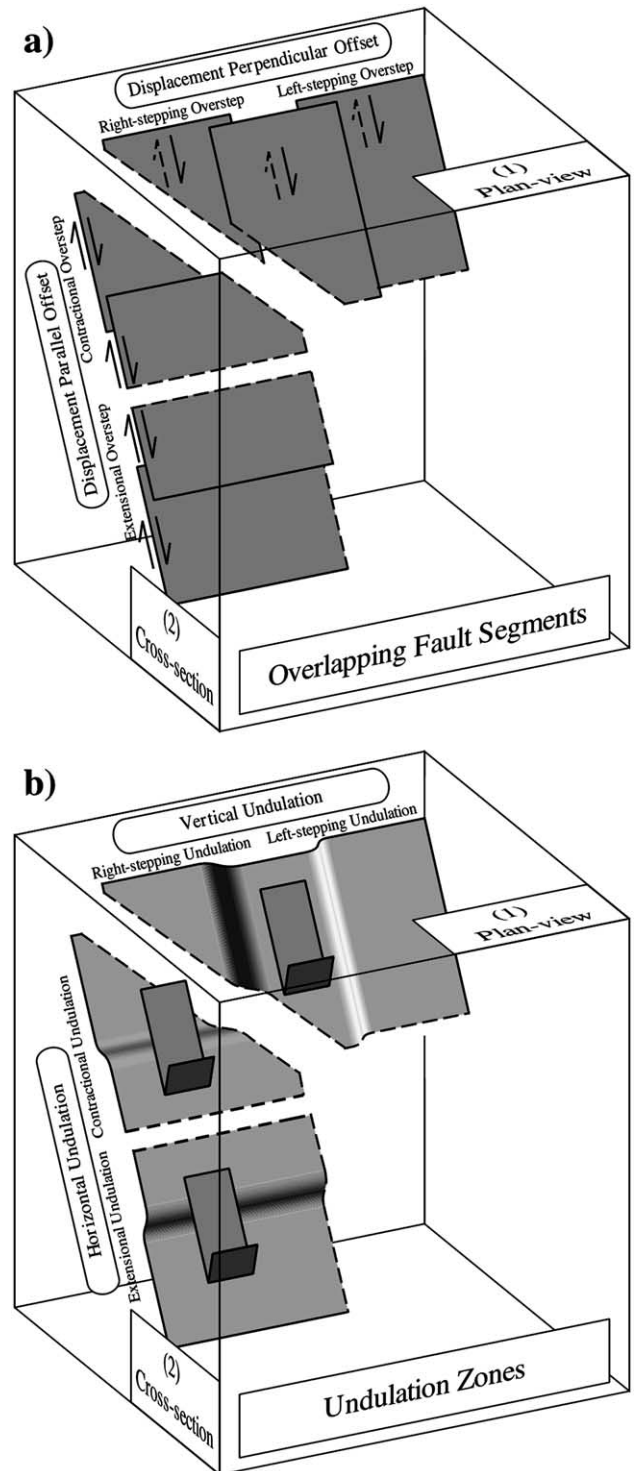 a)
Displacement Perpendicular Offset
Right-stepping Overstep
Left-stepping Overstep
(1)
Plan-view
Displacement Parallel Offset
Contractional Overstep
Extensional Overstep
(2)
Cross-section
Overlapping Fault Segments
b)
Vertical Undulation
Right-stepping Undulation
Left-stepping Undulation
(1)
Plan-view
Horizontal Undulation
Contractional Undulation
Extensional Undulation
(2)
Cross-section
Undulation Zones